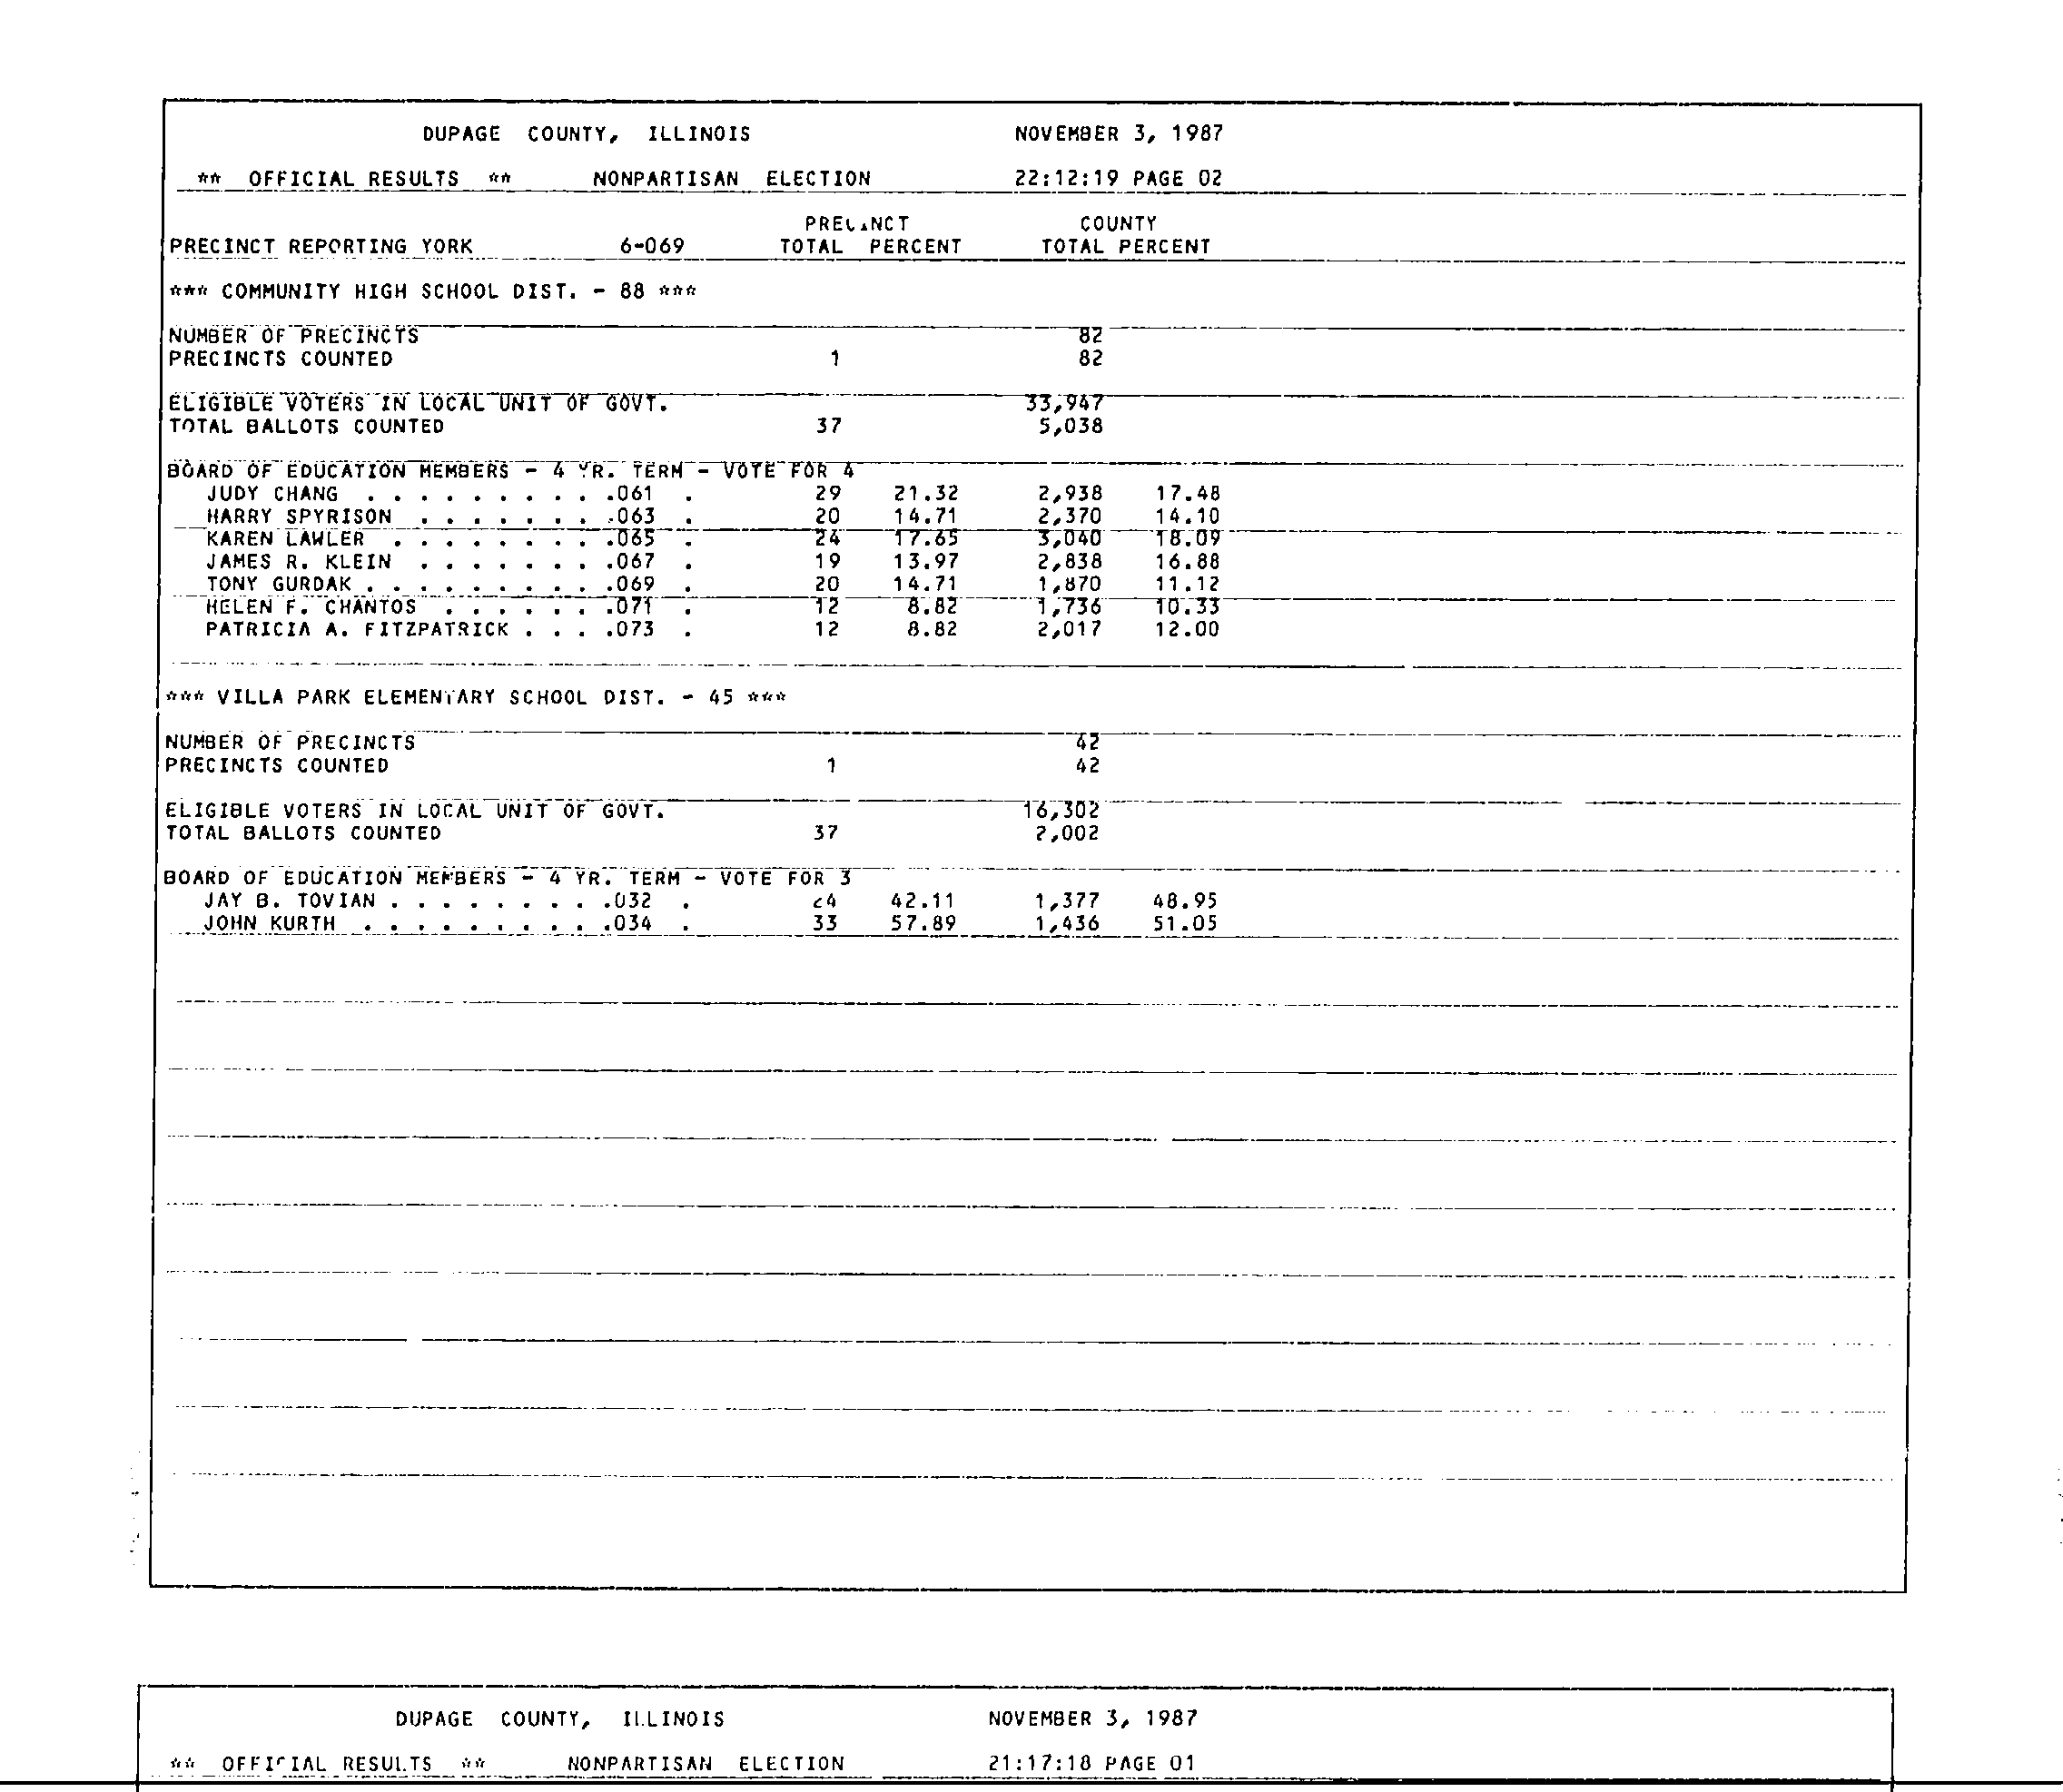 DUPAGE COUNTY, ILLINOIS NOVEMBER 3, 1987
** OFFICIAL RESULTS ** NONPARTISAN ELECTION 22:12:19 PAGE 02
PRECINCT COUNTY
PRECINCT REPORTING YORK 6-069 TOTAL PERCENT TOTAL PERCENT
*** COMMUNITY HIGH SCHOOL DIST. - 88 ***
NUMBER OF PRECINCTS 82
PRECINCTS COUNTED 1 82
ELIGIBLE VOTERS IN LOCAL UNIT OF GOVT. 33,947
TOTAL BALLOTS COUNTED 37 5,038
BOARD OF EDUCATION MEMBERS - 4 YR. TERM - VOTE FOR 4
JUDY CHANG . . . . . . . . . .061 . 29 21.32 2,938 17.48
HARRY SPYRISON . . . . . . . .063 . 20 14.71 2,370 14.10
KAREN LAWLER . . . . . . . . .065 . 24 17.65 3,040 18.09
JAMES R. KLEIN . . . . . . . .067 . 19 13.97 2,838 16.88
TONY GURDAK . . . . . . . . . .069 . 20 14.71 1,870 11.12
HELEN F. CHANTOS . . . . . . .071 . 12 8.82 1,736 10.33
PATRICIA A. FITZPATRICK . . . .073 . 12 8.82 2,017 12.00
*** VILLA PARK ELEMENTARY SCHOOL DIST. - 45 ***
NUMBER OF PRECINCTS 42
PRECINCTS COUNTED 1 42
ELIGIBLE VOTERS IN LOCAL UNIT OF GOVT. 16,302
TOTAL BALLOTS COUNTED 37 2,002
BOARD OF EDUCATION MEMBERS - 4 YR. TERM - VOTE FOR 3
JAY B. TOVIAN . . . . . . . . .032 . 24 42.11 1,377 48.95
JOHN KURTH . . . . . . . . . .034 . 33 57.89 1,436 51.05
DUPAGE COUNTY, ILLINOIS NOVEMBER 3, 1987
** OFFICIAL RESULTS ** NONPARTISAN ELECTION 21:17:18 PAGE 01